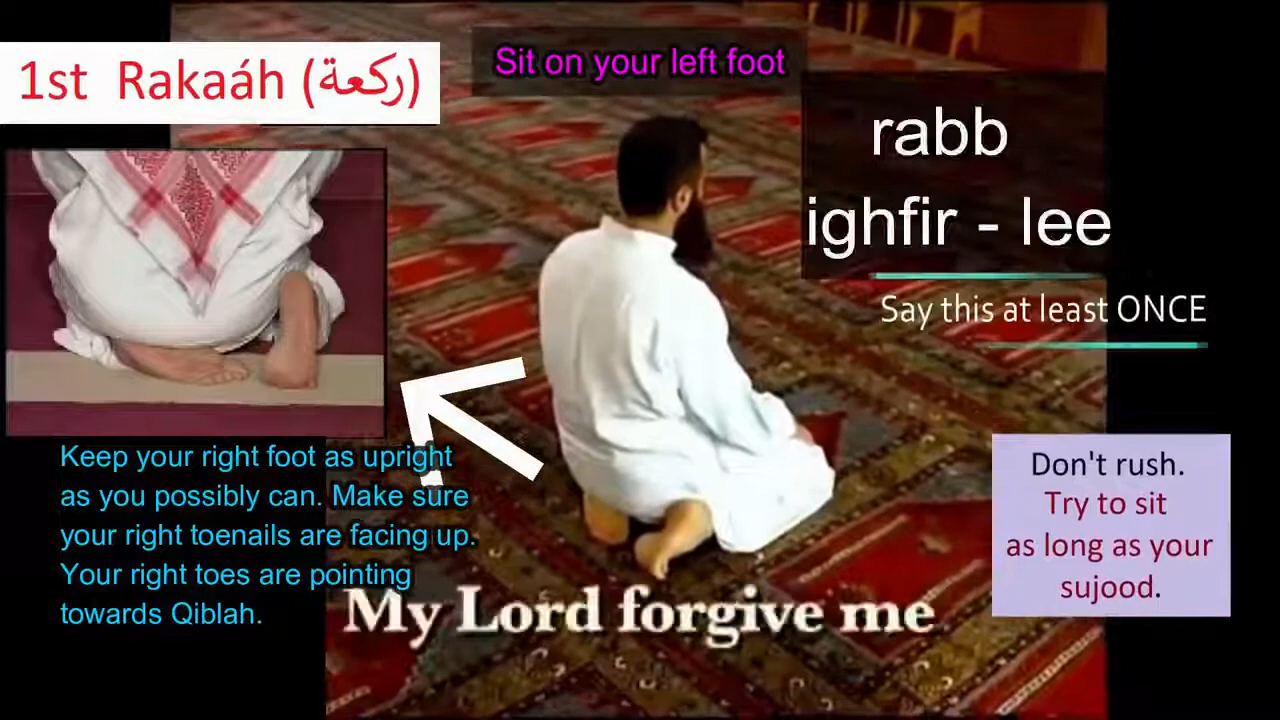 1st Rakaáh (ركعة)
Sit on your left foot
rabb
ighfir - lee
Say this at least ONCE
Keep your right foot as upright
as you possibly can. Make sure
your right toenails are facing up.
Your right toes are pointing
towards Qiblah.
Don't rush.
Try to sit
as long as your
sujood.
My Lord forgive me